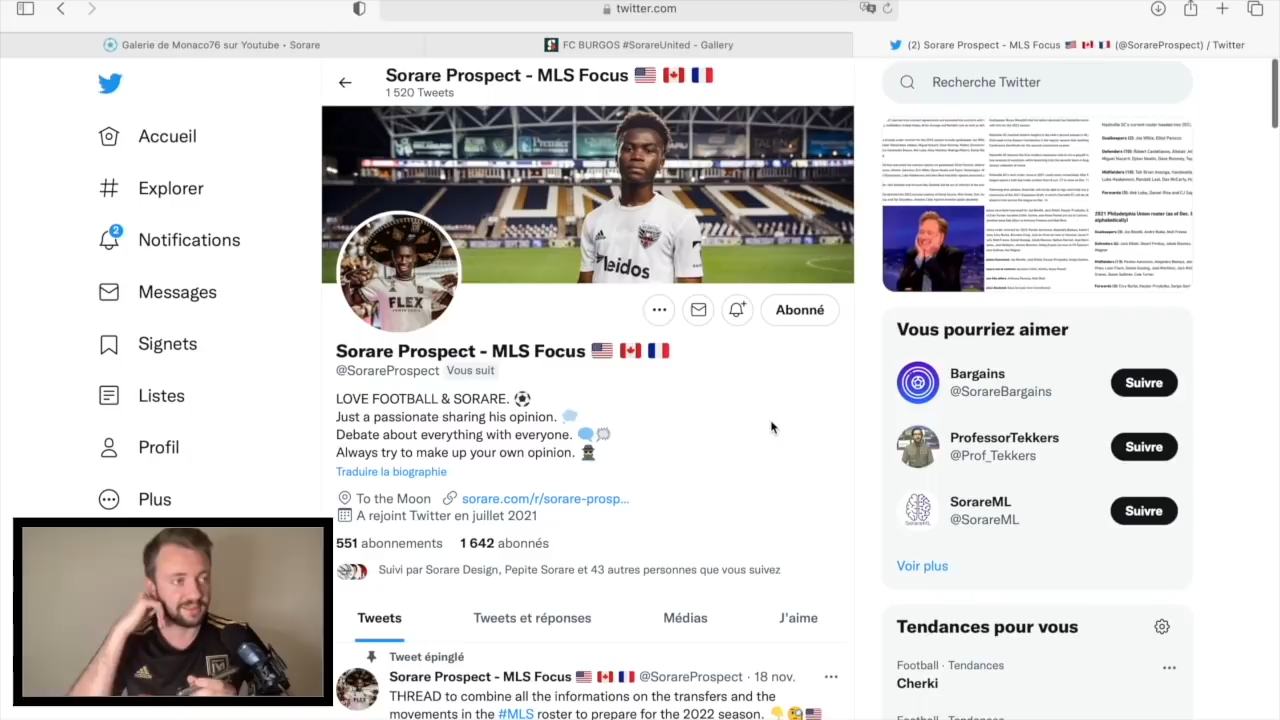 twitter.com
Galerie de Monaco76 sur Youtube • Sorare
FC BURGOS #SorareUnited - Gallery
(2) Sorare Prospect - MLS Focus 🇺🇸 🇨🇦 🇫🇷 (@SorareProspect) / Twitter
Accueil
Explorer
2
Notifications
Messages
Signets
Listes
Profil
Plus
Sorare Prospect - MLS Focus 🇺🇸 🇨🇦 🇫🇷
1 520 Tweets
leidos
FLEX
Abonné
Sorare Prospect - MLS Focus 🇺🇸 🇨🇦 🇫🇷
@SorareProspect Vous suit
LOVE FOOTBALL & SORARE. ⚽
Just a passionate sharing his opinion. 💭
Debate about everything with everyone. 🗨️🗯️
Always try to make up your own opinion. 🕵️
Traduire la biographie
To the Moon sorare.com/r/sorare-prosp...
A rejoint Twitter en juillet 2021
551 abonnements 1 642 abonnés
Suivi par Sorare Design, Pepite Sorare et 43 autres personnes que vous suivez
Tweets Tweets et réponses Médias J'aime
Tweet épinglé
Sorare Prospect - MLS Focus 🇺🇸 🇨🇦 🇫🇷 @SorareProspect · 18 nov.
THREAD to combine all the informations on the transfers and the
movements in the #MLS roster to prepare for the 2022 season. 👇🧐🇺🇸
Recherche Twitter
Vous pourriez aimer
Bargains
@SorareBargains
Suivre
ProfessorTekkers
@Prof_Tekkers
Suivre
SorareML
@SorareML
Suivre
Voir plus
Tendances pour vous
Football · Tendances
Cherki